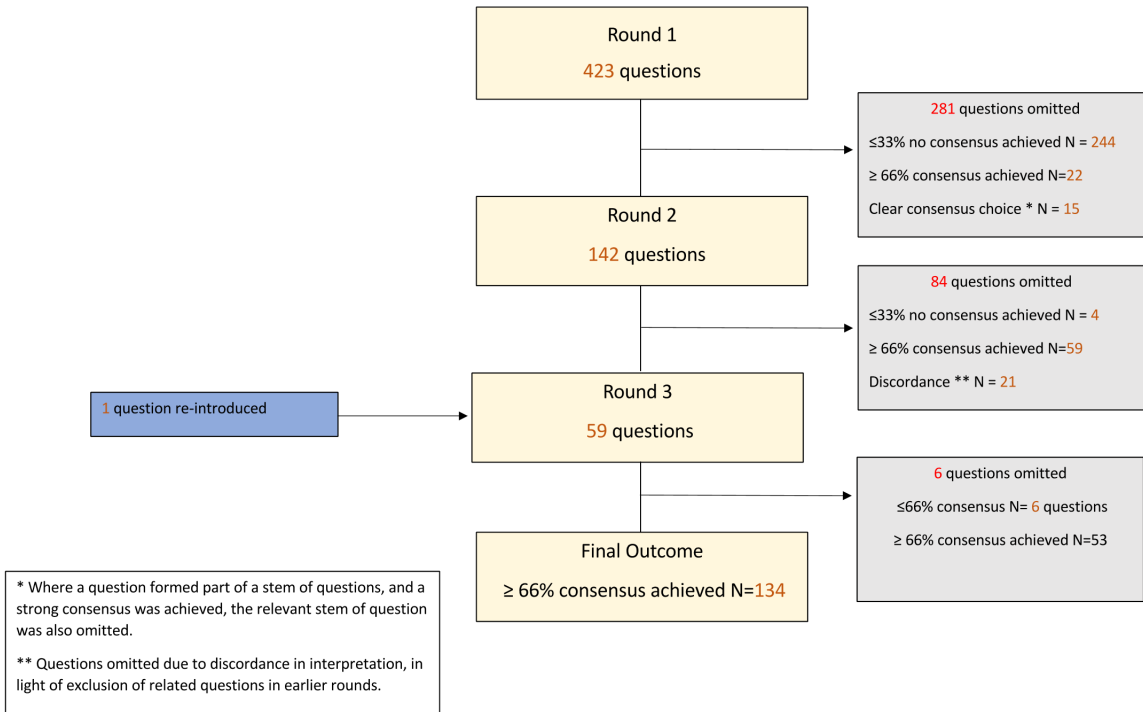 Round 1
423 questions
281 questions omitted
≤33% no consensus achieved N = 244
≥ 66% consensus achieved N=22
Clear consensus choice * N = 15
Round 2
142 questions
84 questions omitted
≤33% no consensus achieved N = 4
≥ 66% consensus achieved N=59
Discordance ** N = 21
1 question re-introduced
Round 3
59 questions
6 questions omitted
≤66% consensus N= 6 questions
≥ 66% consensus achieved N=53
Final Outcome
≥ 66% consensus achieved N=134
* Where a question formed part of a stem of questions, and a
strong consensus was achieved, the relevant stem of question
was also omitted.
** Questions omitted due to discordance in interpretation, in
light of exclusion of related questions in earlier rounds.